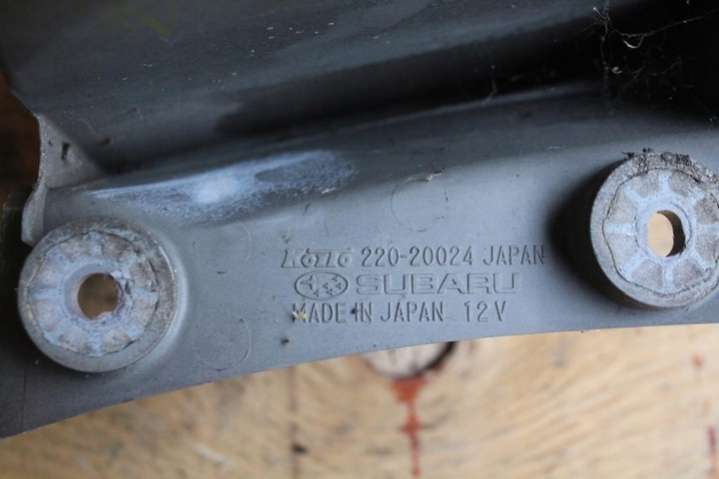 KOITO 220-20024 JAPAN
SUBARU
MADE IN JAPAN 12V